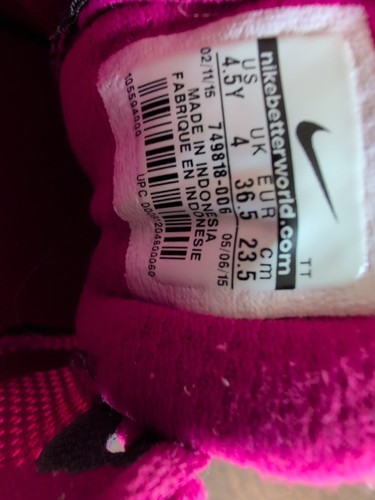 nikebetterworld.com TT
US UK EUR cm
4.5Y 4 36.5 23.5
02/11/15 749818-006 05/06/15
MADE IN INDONESIA
FABRIQUE EN INDONESIE
UPC